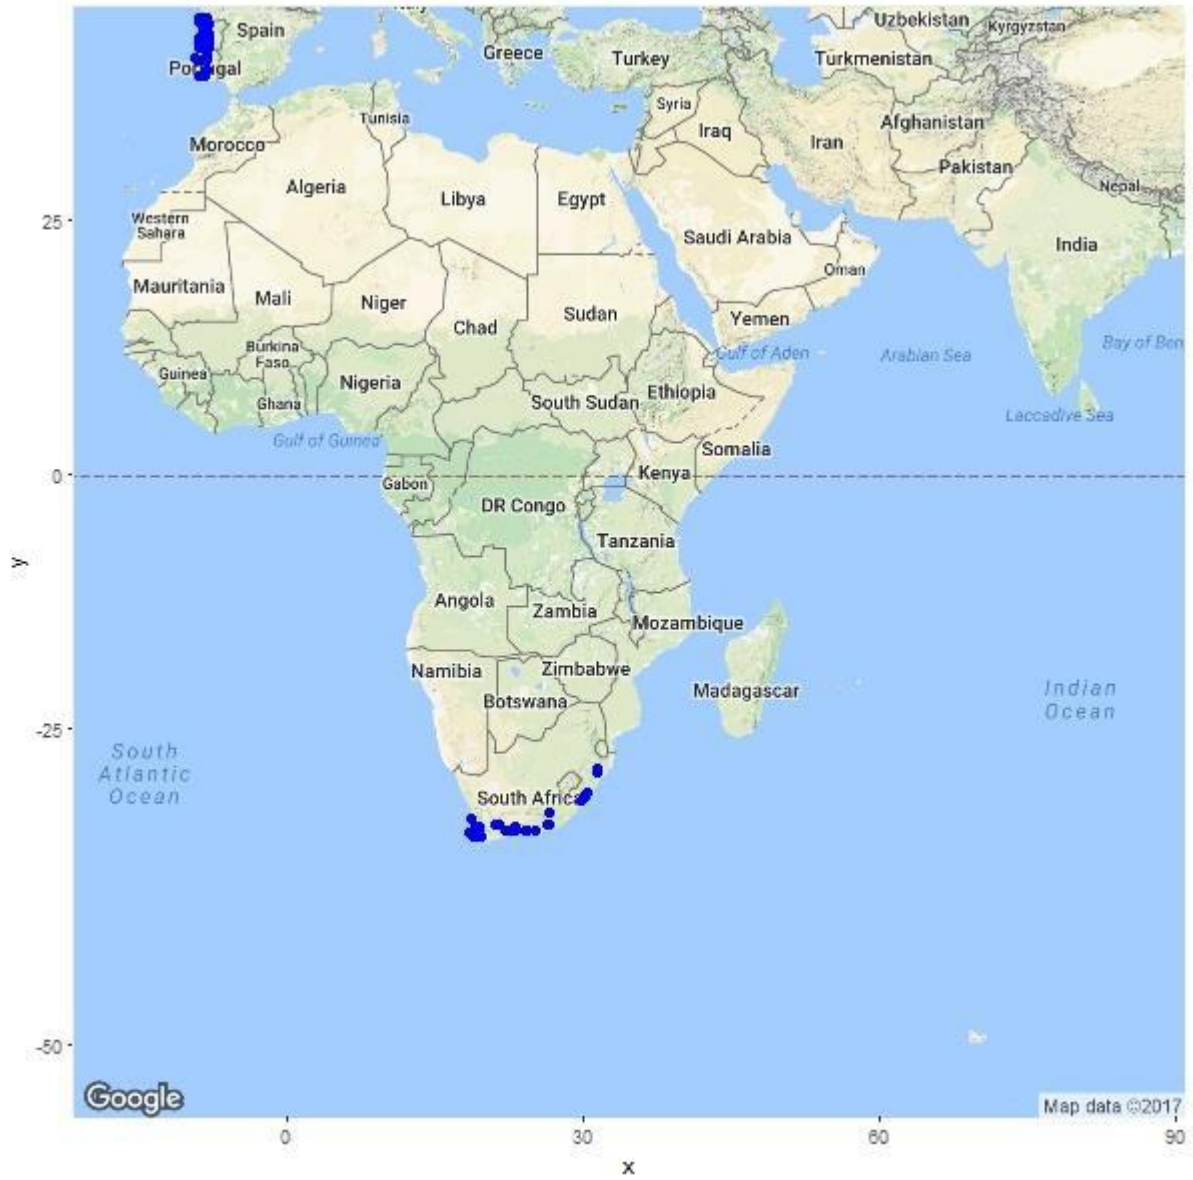 Italy
Uzbekistan
Kyrgyzstan
Spain
Greece
Turkey
Turkmenistan
Portugal
Syria
Tunisia
Iraq
Afghanistan
Morocco
Iran
Pakistan
Algeria
Nepal
Libya
Egypt
25
Western
Sahara
Saudi Arabia
India
Oman
Mauritania
Mali
Niger
Sudan
Yemen
Chad
Burkina
Faso
Gulf of Aden
Arabian Sea
Bay of Ben
Guinea
Nigeria
Ethiopia
Ghana
South Sudan
Laccadive Sea
Gulf of Guinea
Somalia
0
Gabon
Kenya
DR Congo
Tanzania
y
Angola
Zambia
Mozambique
Namibia
Zimbabwe
Botswana
Madagascar
Indian
Ocean
-25
South
Atlantic
Ocean
South Africa
-50
Google
Map data ©2017
0
30
60
90
x